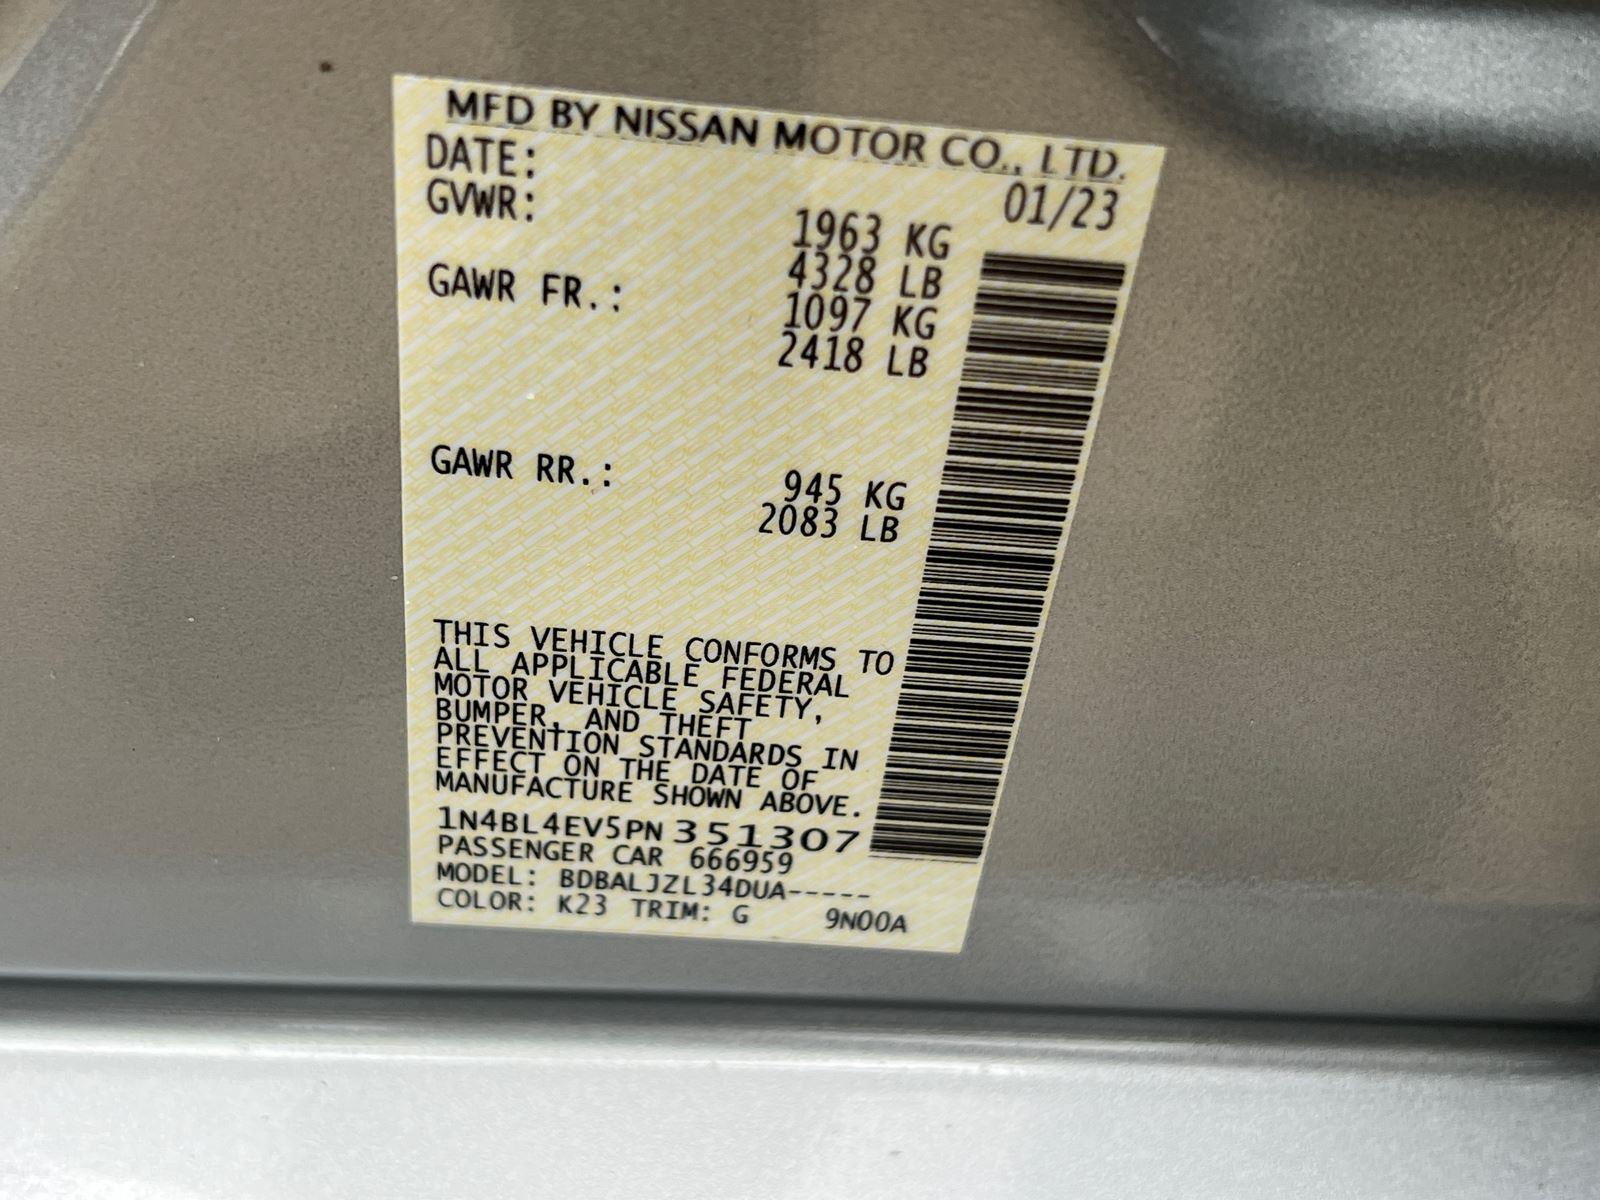 MFD BY NISSAN MOTOR CO., LTD.
DATE: 01/23
GVWR: 1963 KG
4328 LB
GAWR FR.: 1097 KG
2418 LB
GAWR RR.: 945 KG
2083 LB
THIS VEHICLE CONFORMS TO
ALL APPLICABLE FEDERAL
MOTOR VEHICLE SAFETY,
BUMPER, AND THEFT
PREVENTION STANDARDS IN
EFFECT ON THE DATE OF
MANUFACTURE SHOWN ABOVE.
1N4BL4EV5PN351307
PASSENGER CAR 666959
MODEL: BDBALJZL34DUA-----
COLOR: K23 TRIM: G 9N00A